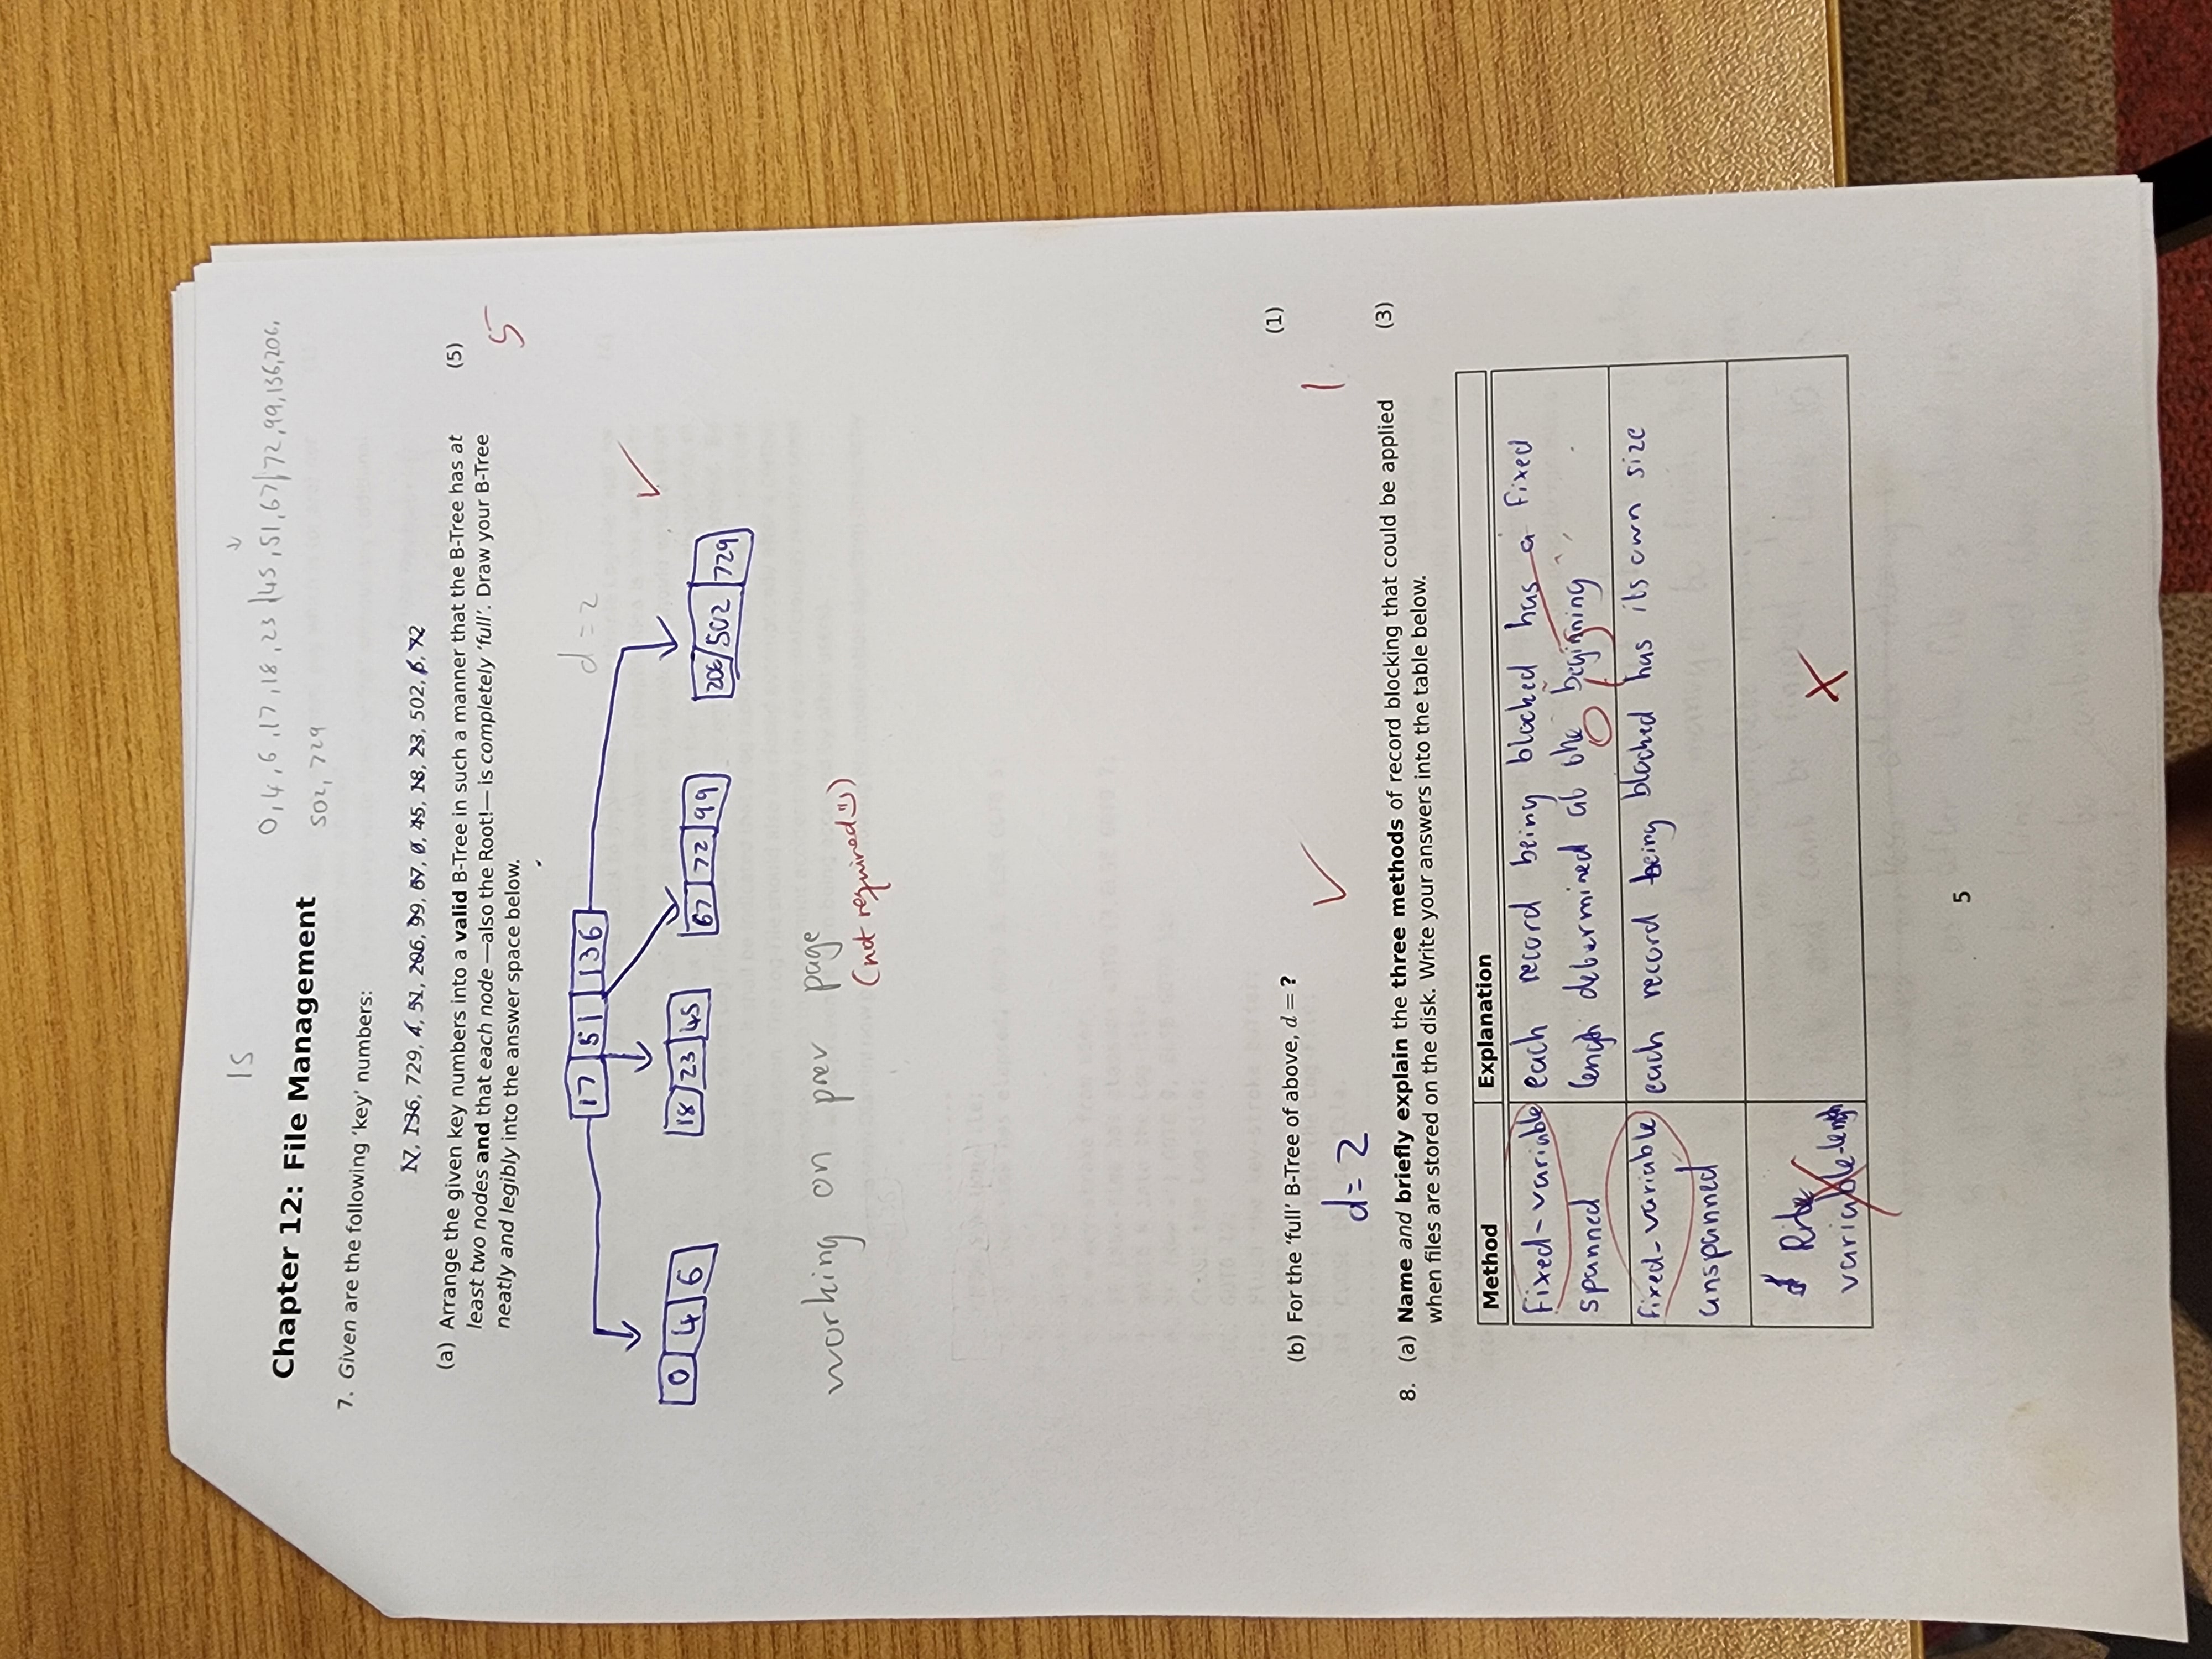 15
0, 4, 6, 17, 18, 23 | 45, 51, 67 | 72, 99, 136, 206,
502, 729
Chapter 12: File Management
7. Given are the following ‘key’ numbers:
17, 136, 729, 4, 51, 206, 99, 67, 0, 45, 18, 23, 502, 6, 72
(a) Arrange the given key numbers into a valid B-Tree in such a manner that the B-Tree has at (5)
least two nodes and that each node —also the Root!— is completely ‘full’. Draw your B-Tree
neatly and legibly into the answer space below.
5
17 51 136
d = 2
0 4 6
18 23 45
67 72 99
206 502 729
working on prev page
(not required)
(b) For the ‘full’ B-Tree of above, d = ? (1)
d = 2
1
8. (a) Name and briefly explain the three methods of record blocking that could be applied (3)
when files are stored on the disk. Write your answers into the table below.
Method Explanation
fixed-variable each record being blocked has a fixed
spanned length determined at the beginning
0
fixed-variable each record being blocked has its own size
unspanned
variable-length
5